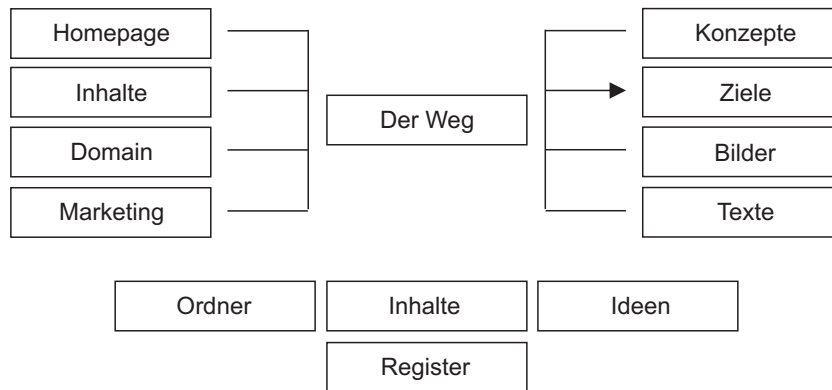 Homepage
Inhalte
Domain
Marketing
Der Weg
Konzepte
Ziele
Bilder
Texte
Ordner
Inhalte
Ideen
Register